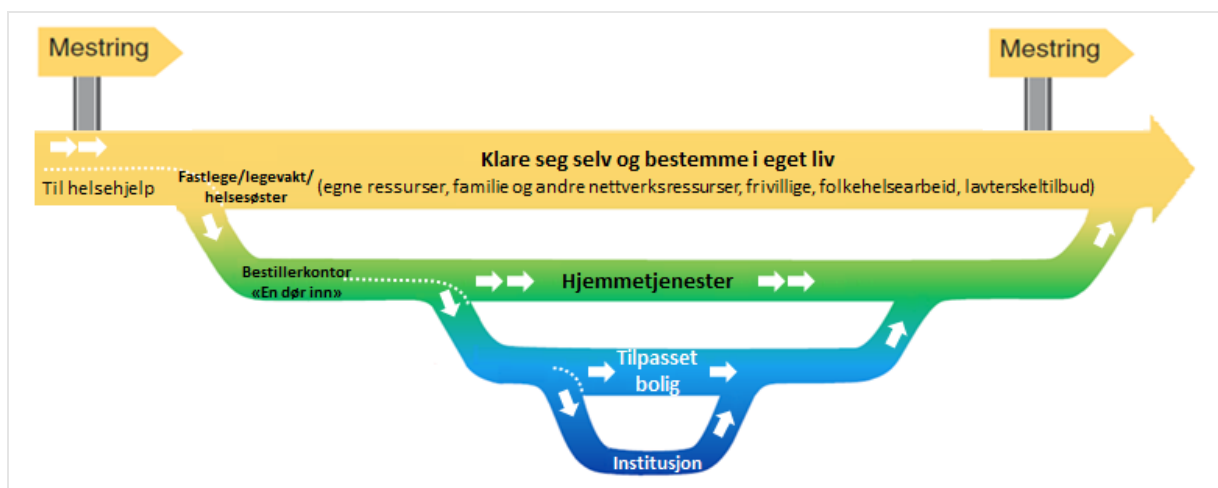 Mestring
Mestring
Klare seg selv og bestemme i eget liv
(egne ressurser, familie og andre nettverksressurser, frivillige, folkehelsearbeid, lavterskeltilbud)
Til helsehjelp
Fastlege/legevakt/
helsesøster
Bestillerkontor
«En dør inn»
Hjemmetjenester
Tilpasset
bolig
Institusjon